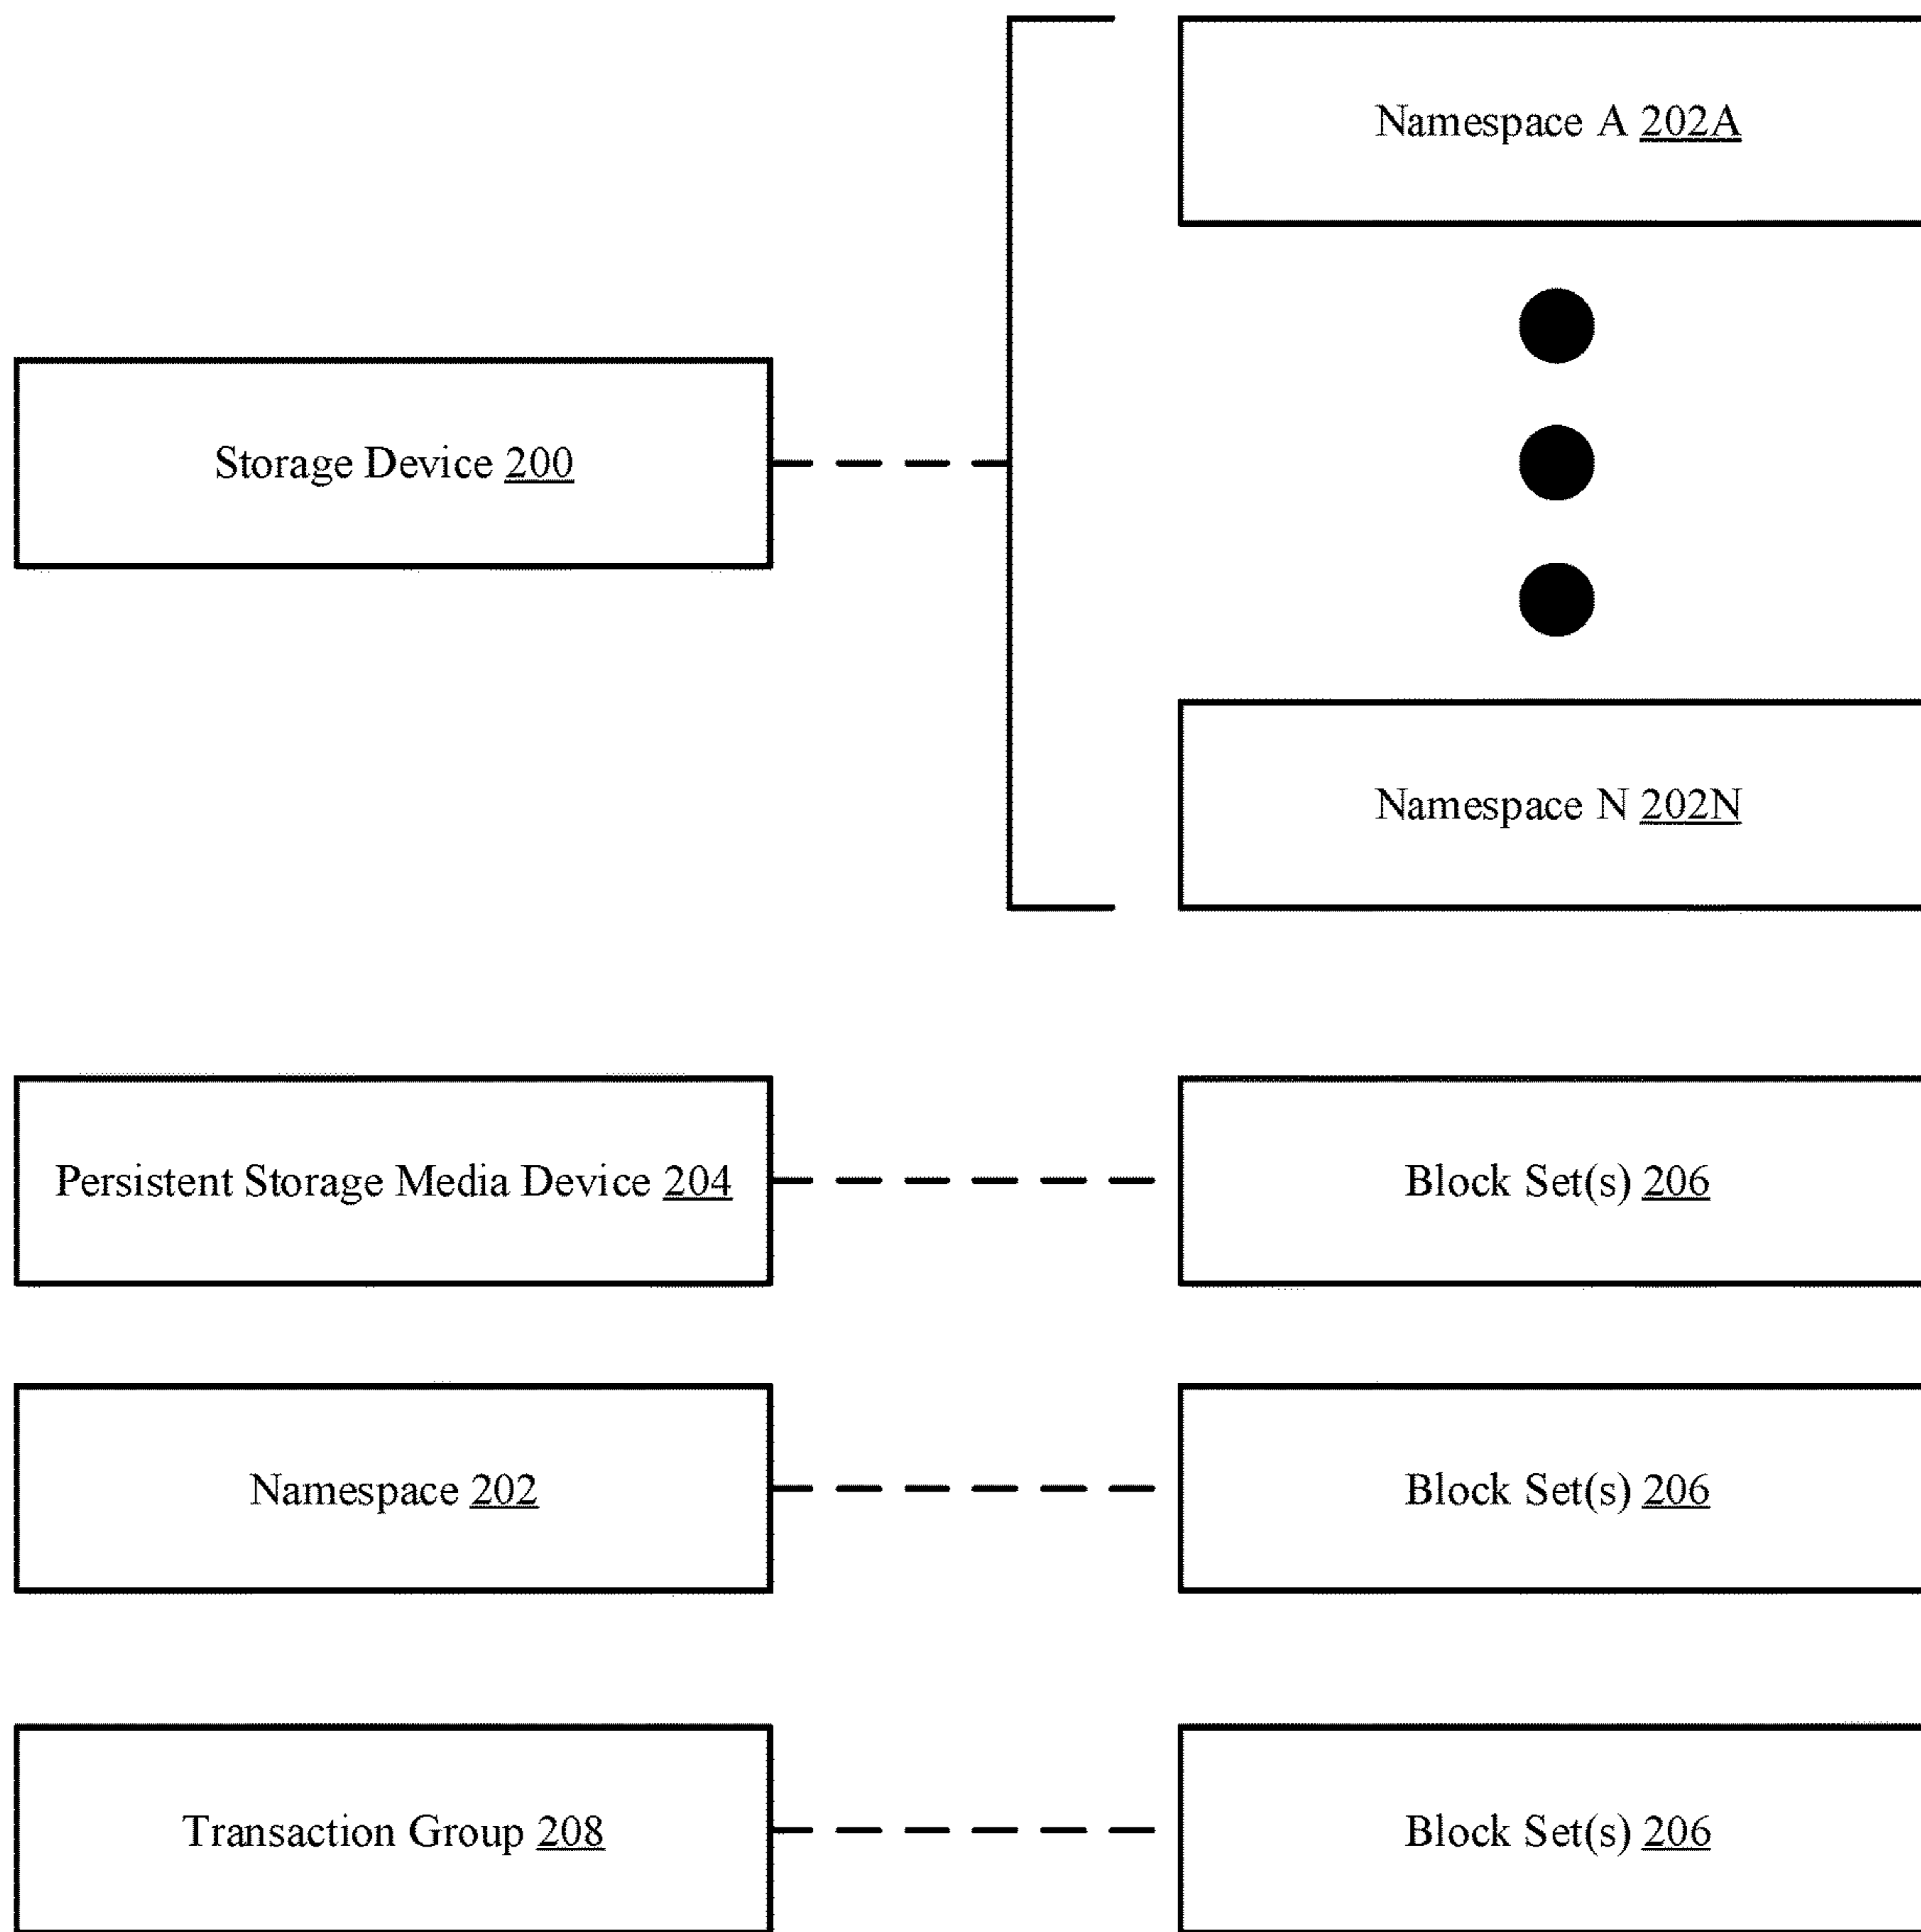 Namespace A 202A
Storage Device 200
Namespace N 202N
Persistent Storage Media Device 204
Block Set(s) 206
Namespace 202
Block Set(s) 206
Transaction Group 208
Block Set(s) 206